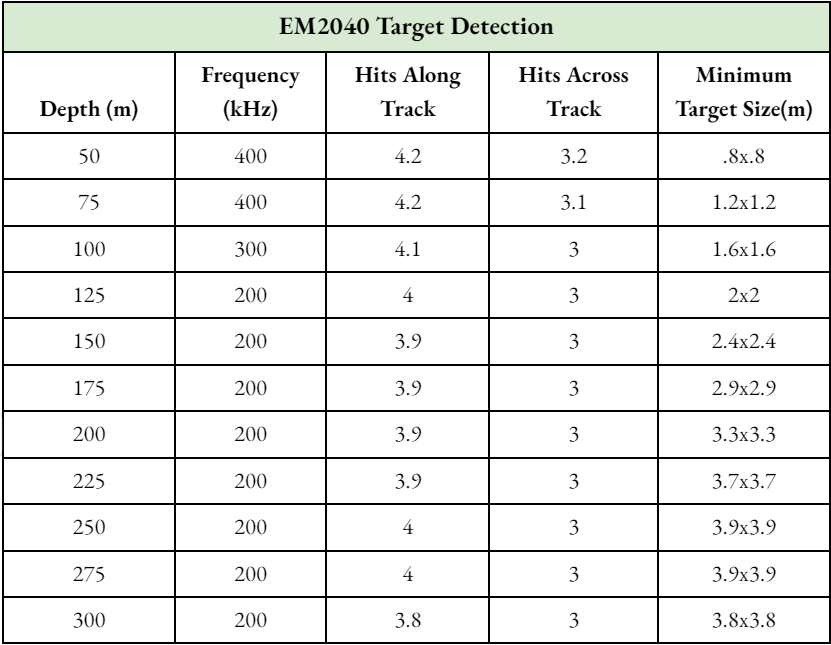 EM2040 Target Detection
Depth (m) Frequency (kHz) Hits Along Track Hits Across Track Minimum Target Size(m)
50 400 4.2 3.2 .8x.8
75 400 4.2 3.1 1.2x1.2
100 300 4.1 3 1.6x1.6
125 200 4 3 2x2
150 200 3.9 3 2.4x2.4
175 200 3.9 3 2.9x2.9
200 200 3.9 3 3.3x3.3
225 200 3.9 3 3.7x3.7
250 200 4 3 3.9x3.9
275 200 4 3 3.9x3.9
300 200 3.8 3 3.8x3.8